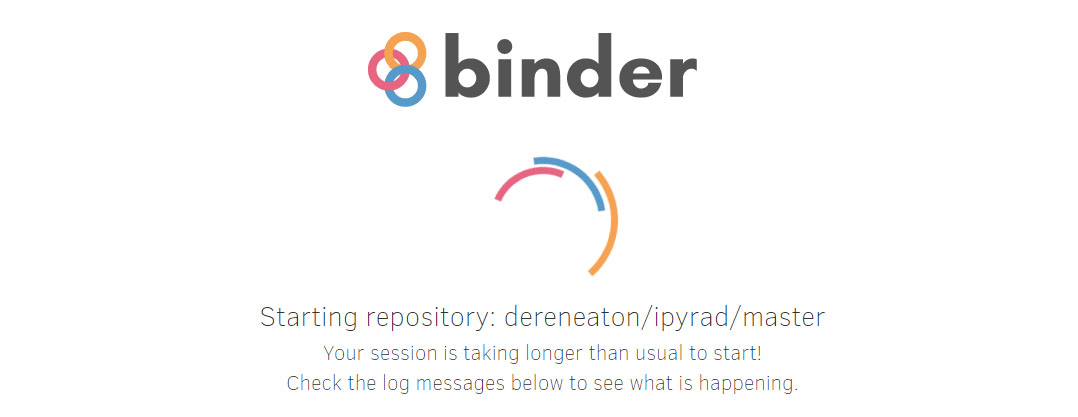 binder
Starting repository: dereneaton/ipyrad/master
Your session is taking longer than usual to start!
Check the log messages below to see what is happening.